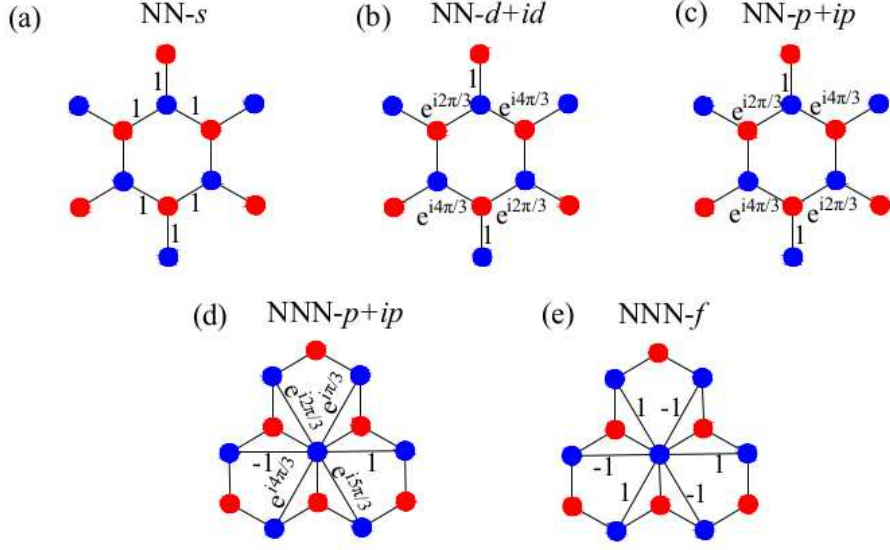 (a) NN-s
1
1 1
1 1
1
(b) NN-d+id
1
e^{i2π/3} e^{i4π/3}
e^{i4π/3} e^{i2π/3}
1
(c) NN-p+ip
1
e^{i2π/3} e^{i4π/3}
e^{i4π/3} e^{i2π/3}
1
(d) NNN-p+ip
e^{i2π/3} e^{iπ/3}
-1 1
e^{i4π/3} e^{i5π/3}
(e) NNN-f
1 -1
-1 1
1 -1